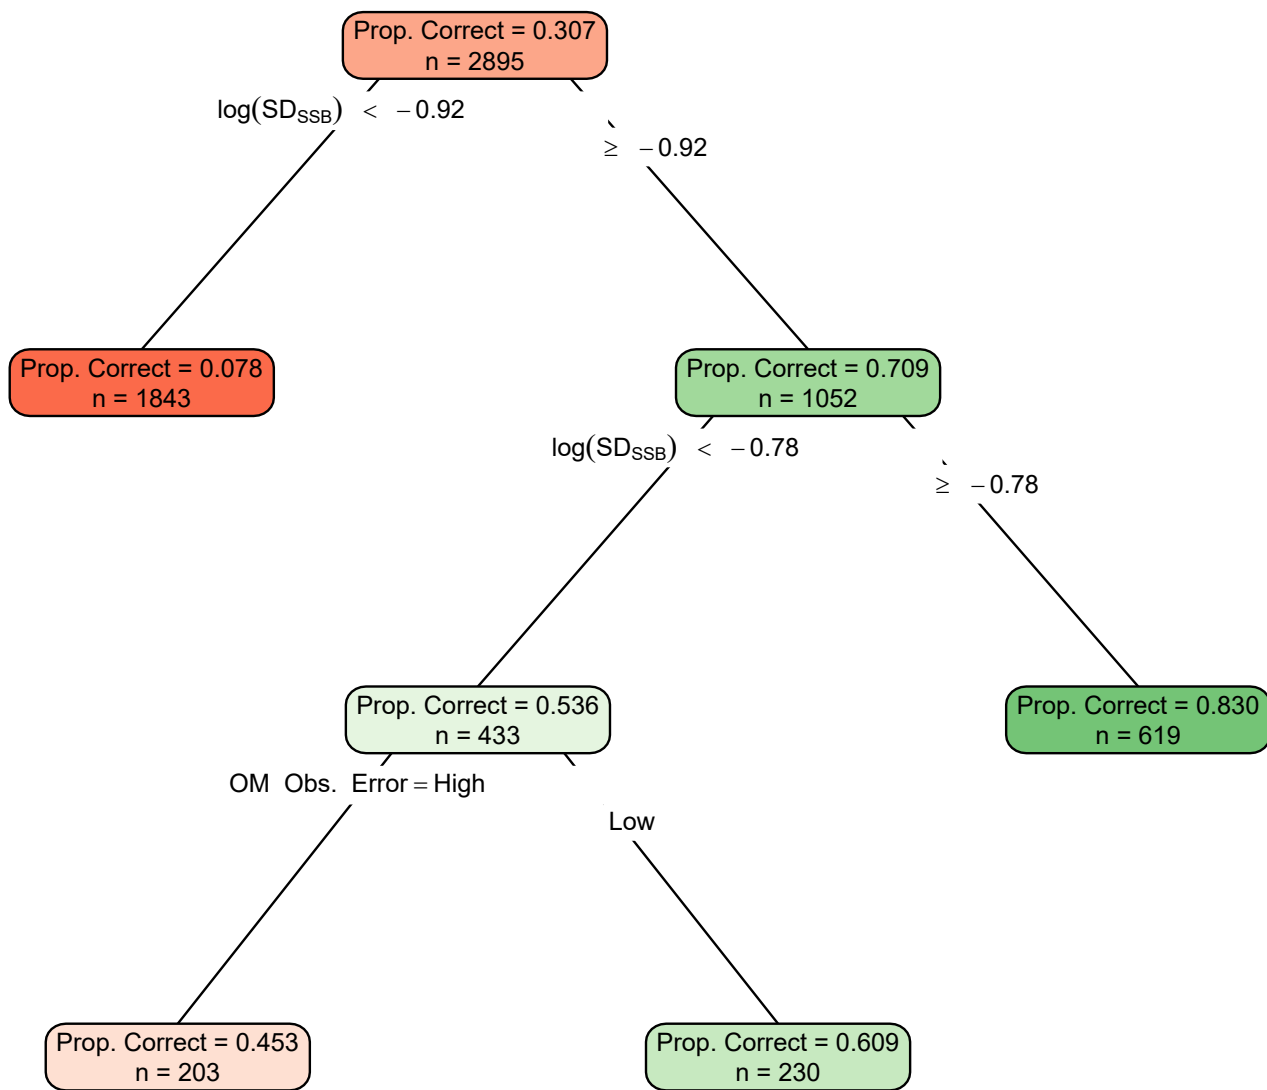 Prop. Correct = 0.307
n = 2895
log(SD_SSB) < −0.92
≥ −0.92
Prop. Correct = 0.078
n = 1843
Prop. Correct = 0.709
n = 1052
log(SD_SSB) < −0.78
≥ −0.78
Prop. Correct = 0.536
n = 433
Prop. Correct = 0.830
n = 619
OM Obs. Error = High
Low
Prop. Correct = 0.453
n = 203
Prop. Correct = 0.609
n = 230